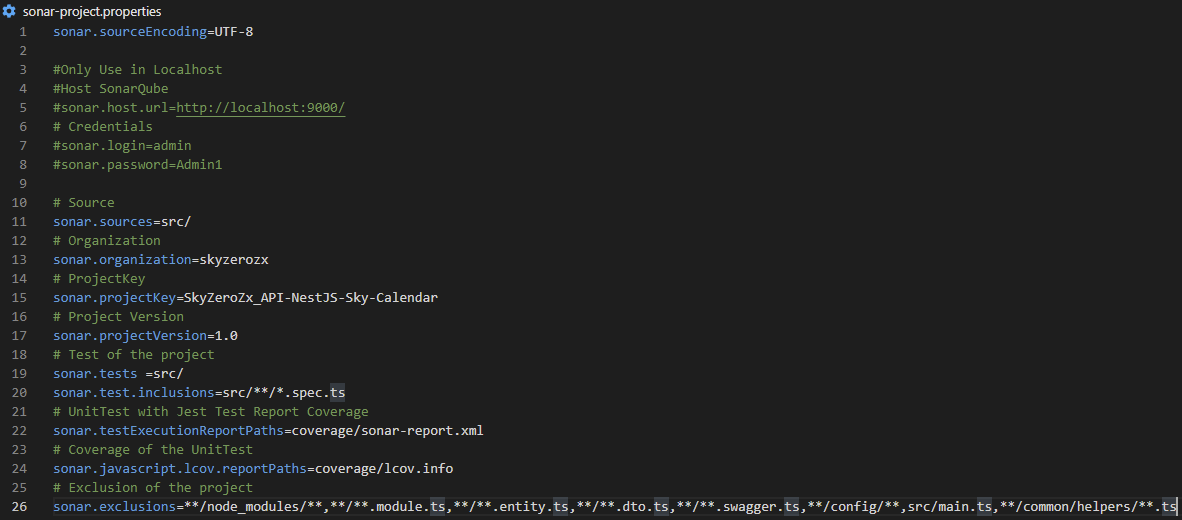 sonar-project.properties
1 sonar.sourceEncoding=UTF-8
2
3 #Only Use in Localhost
4 #Host SonarQube
5 #sonar.host.url=http://localhost:9000/
6 # Credentials
7 #sonar.login=admin
8 #sonar.password=Admin1
9
10 # Source
11 sonar.sources=src/
12 # Organization
13 sonar.organization=skyzerozx
14 # ProjectKey
15 sonar.projectKey=SkyZeroZx_API-NestJS-Sky-Calendar
16 # Project Version
17 sonar.projectVersion=1.0
18 # Test of the project
19 sonar.tests =src/
20 sonar.test.inclusions=src/**/*.spec.ts
21 # UnitTest with Jest Test Report Coverage
22 sonar.testExecutionReportPaths=coverage/sonar-report.xml
23 # Coverage of the UnitTest
24 sonar.javascript.lcov.reportPaths=coverage/lcov.info
25 # Exclusion of the project
26 sonar.exclusions=**/node_modules/**,**/**.module.ts,**/**.entity.ts,**/**.dto.ts,**/**.swagger.ts,**/config/**,src/main.ts,**/common/helpers/**.ts